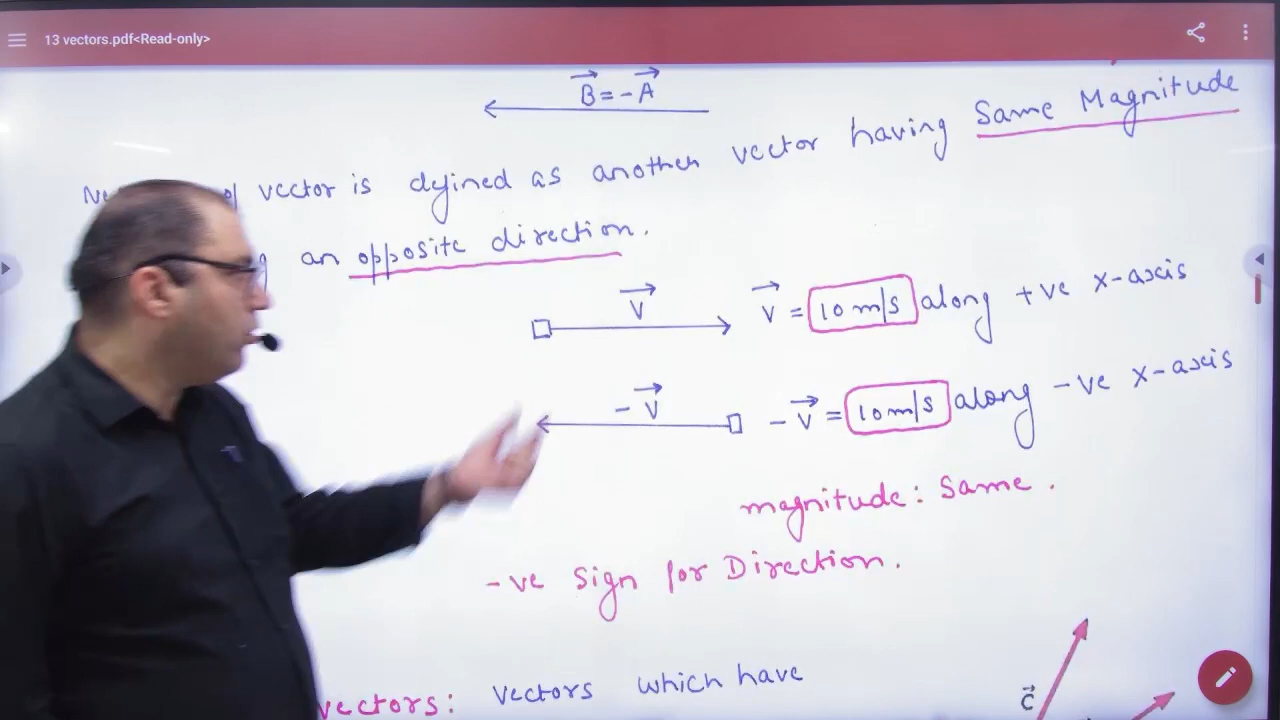 13 vectors.pdf<Read-only>
B⃗ = -A⃗
of vector is defined as another vector having Same Magnitude
an opposite direction.
V⃗
V⃗ = 10 m/s along +ve x-axis
-V⃗
-V⃗ = 10 m/s along -ve x-axis
magnitude: Same.
-ve Sign for Direction.
vectors: vectors which have
C⃗